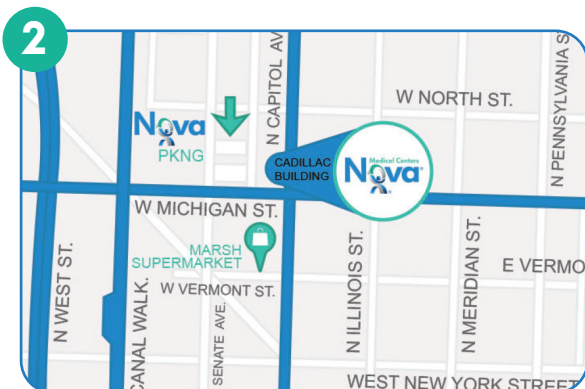 2
N CAPITOL AV
W NORTH ST.
N PENNSYLVANIA S
Nova
PKNG
CADILLAC
BUILDING
Medical Centers
Nova
W MICHIGAN ST.
MARSH
SUPERMARKET
W VERMONT ST.
N WEST ST.
CANAL WALK.
SENATE AVE.
N ILLINOIS ST.
N MERIDIAN ST.
E VERMO
WEST NEW YORK STREET